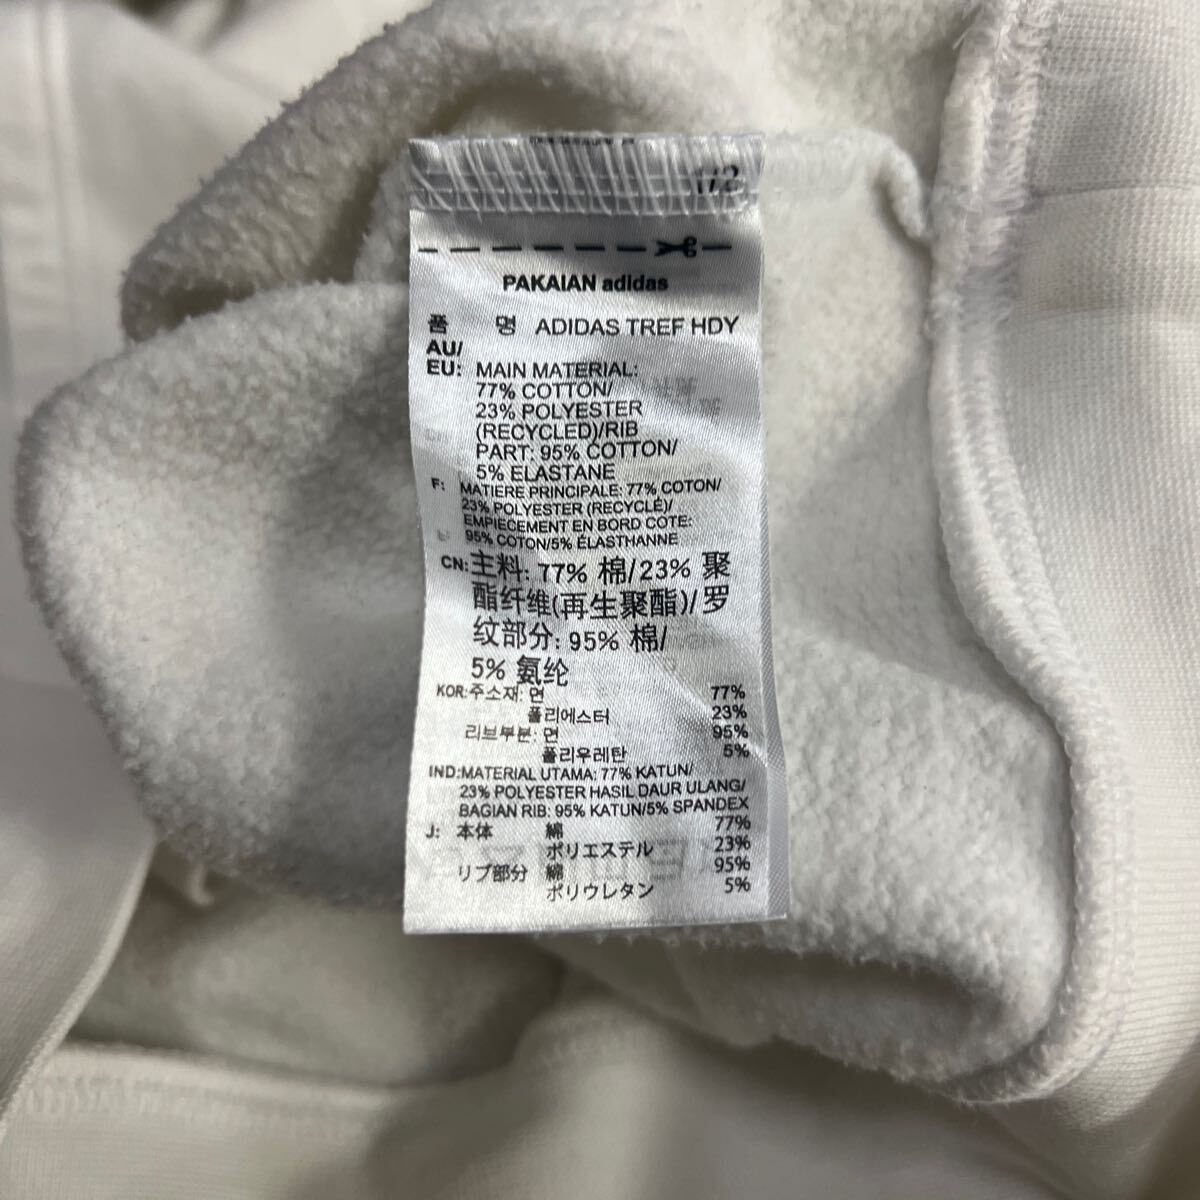 PAKAIAN adidas
품 명 ADIDAS TREF HDY
AU/
EU: MAIN MATERIAL:
77% COTTON/
23% POLYESTER
(RECYCLED)/RIB
PART: 95% COTTON/
5% ELASTANE
F: MATIERE PRINCIPALE: 77% COTON/
23% POLYESTER (RECYCLÉ)/
EMPIECEMENT EN BORD COTE:
95% COTON/5% ÉLASTHANNE
CN: 主料: 77% 棉/23% 聚
酯纤维(再生聚酯)/罗
纹部分: 95% 棉/
5% 氨纶
KOR: 주소재: 면 77%
폴리에스터 23%
리브부분: 면 95%
폴리우레탄 5%
IND: MATERIAL UTAMA: 77% KATUN/
23% POLYESTER HASIL DAUR ULANG/
BAGIAN RIB: 95% KATUN/5% SPANDEX
J: 本体 綿 77%
ポリエステル 23%
リブ部分 綿 95%
ポリウレタン 5%